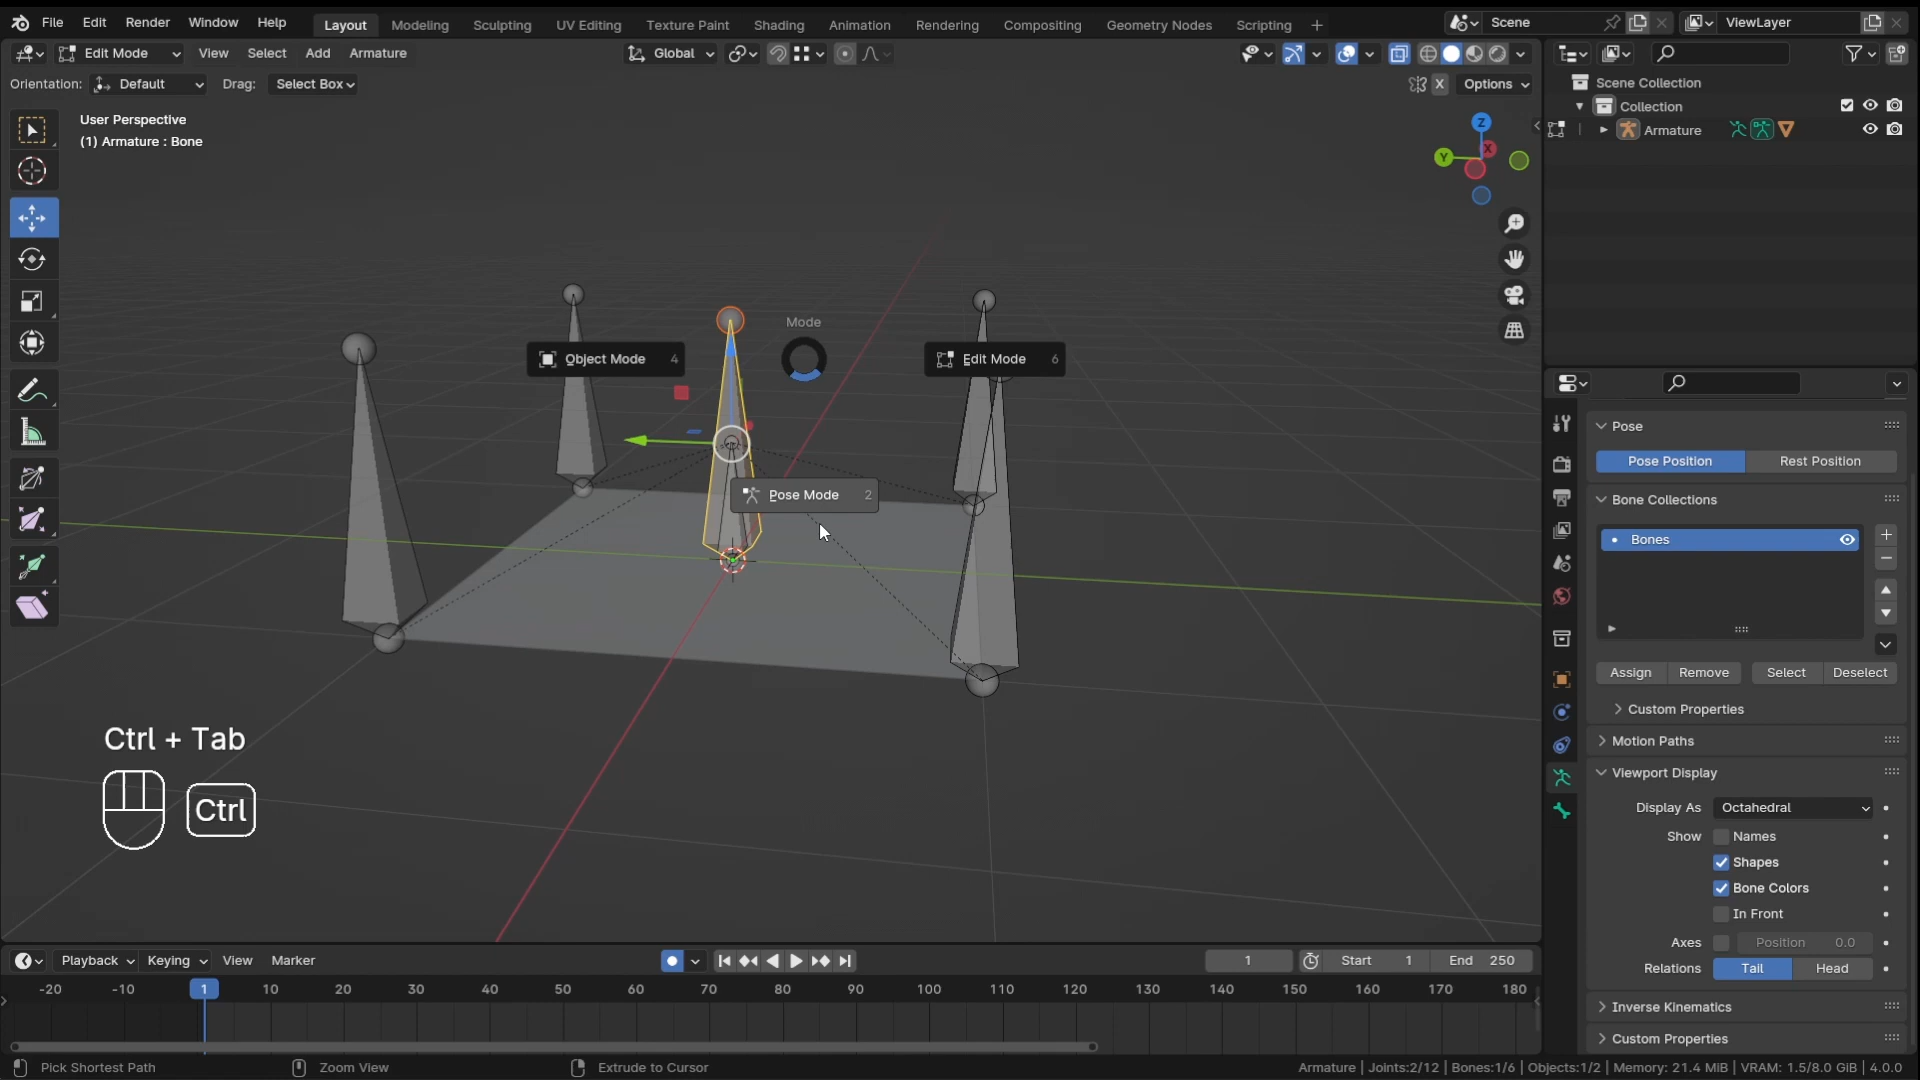 File Edit Render Window Help Layout Modeling Sculpting UV Editing Texture Paint Shading Animation Rendering Compositing Geometry Nodes Scripting + Scene ViewLayer
Edit Mode View Select Add Armature Global
Orientation: Default Drag: Select Box X Options
User Perspective
(1) Armature : Bone
Z
Y X
Scene Collection
Collection
Armature
Mode
Object Mode 4
Edit Mode 6
Pose Mode 2
Ctrl + Tab
Ctrl
Pose
Pose Position Rest Position
Bone Collections
Bones
Assign Remove Select Deselect
Custom Properties
Motion Paths
Viewport Display
Display As Octahedral
Show Names
Shapes
Bone Colors
In Front
Axes Position 0.0
Relations Tail Head
Inverse Kinematics
Custom Properties
Playback Keying View Marker 1 Start 1 End 250
-20 -10 1 10 20 30 40 50 60 70 80 90 100 110 120 130 140 150 160 170 180
Pick Shortest Path Zoom View Extrude to Cursor Armature | Joints:2/12 | Bones:1/6 | Objects:1/2 | Memory: 21.4 MiB | VRAM: 1.5/8.0 GiB | 4.0.0